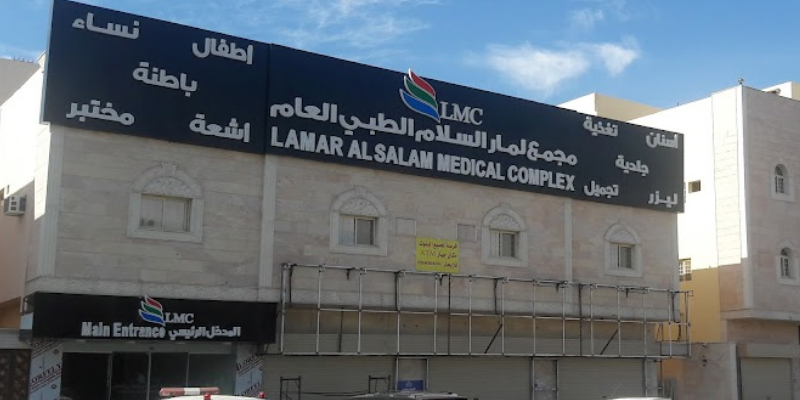 نساء
اطفال
باطنة
مختبر
اشعة
LMC
مجمع لمار السلام الطبي العام
LAMAR AL SALAM MEDICAL COMPLEX
اسنان
تغذية
جلدية
ليزر
تجميل
ATM
LMC
Main Entrance المدخل الرئيسي